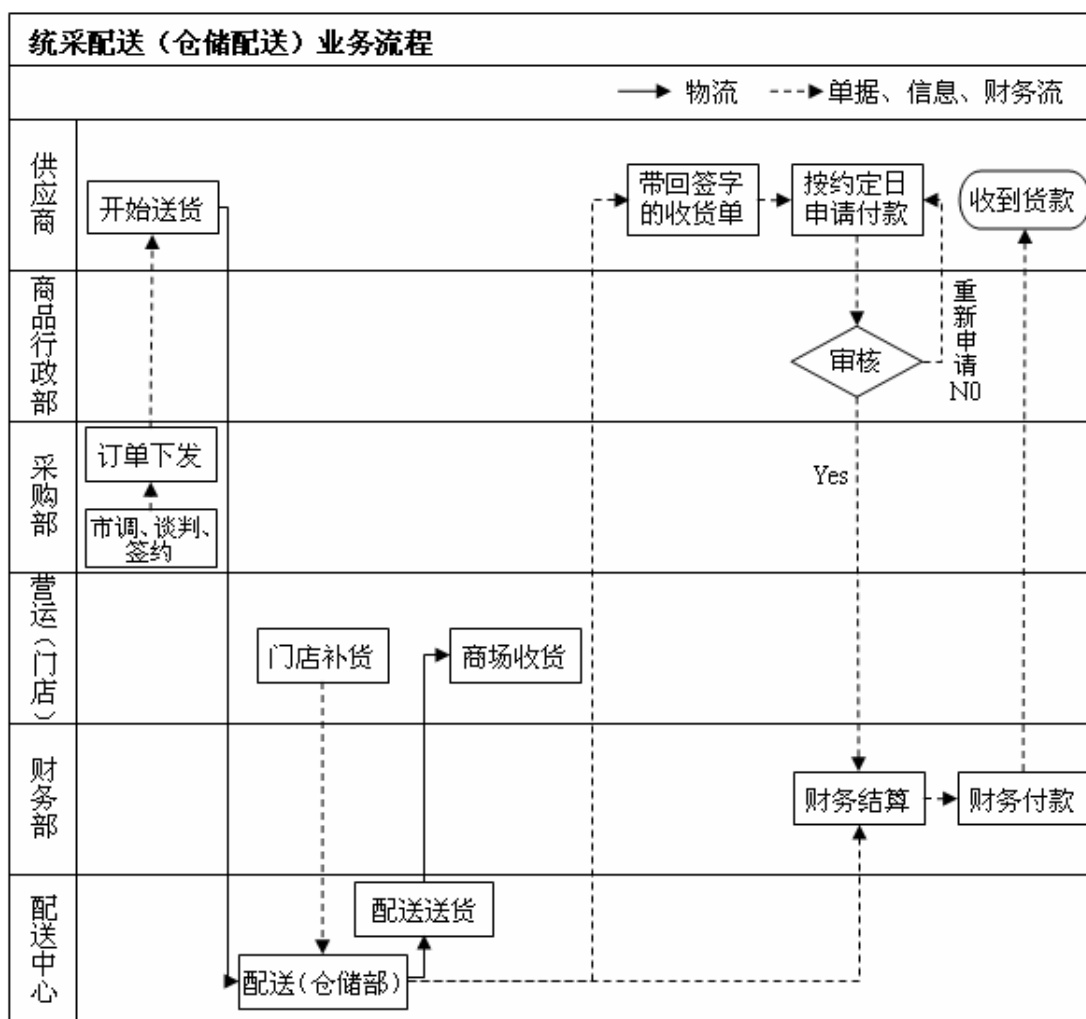 统采配送（仓储配送）业务流程
物流
单据、信息、财务流
供应商
开始送货
带回签字
的收货单
按约定日
申请付款
收到货款
商品行政部
审核
重新申请
N0
采购部
订单下发
市调、谈判、
签约
Yes
营运（门店）
门店补货
商场收货
财务部
财务结算
财务付款
配送中心
配送送货
配送(仓储部)